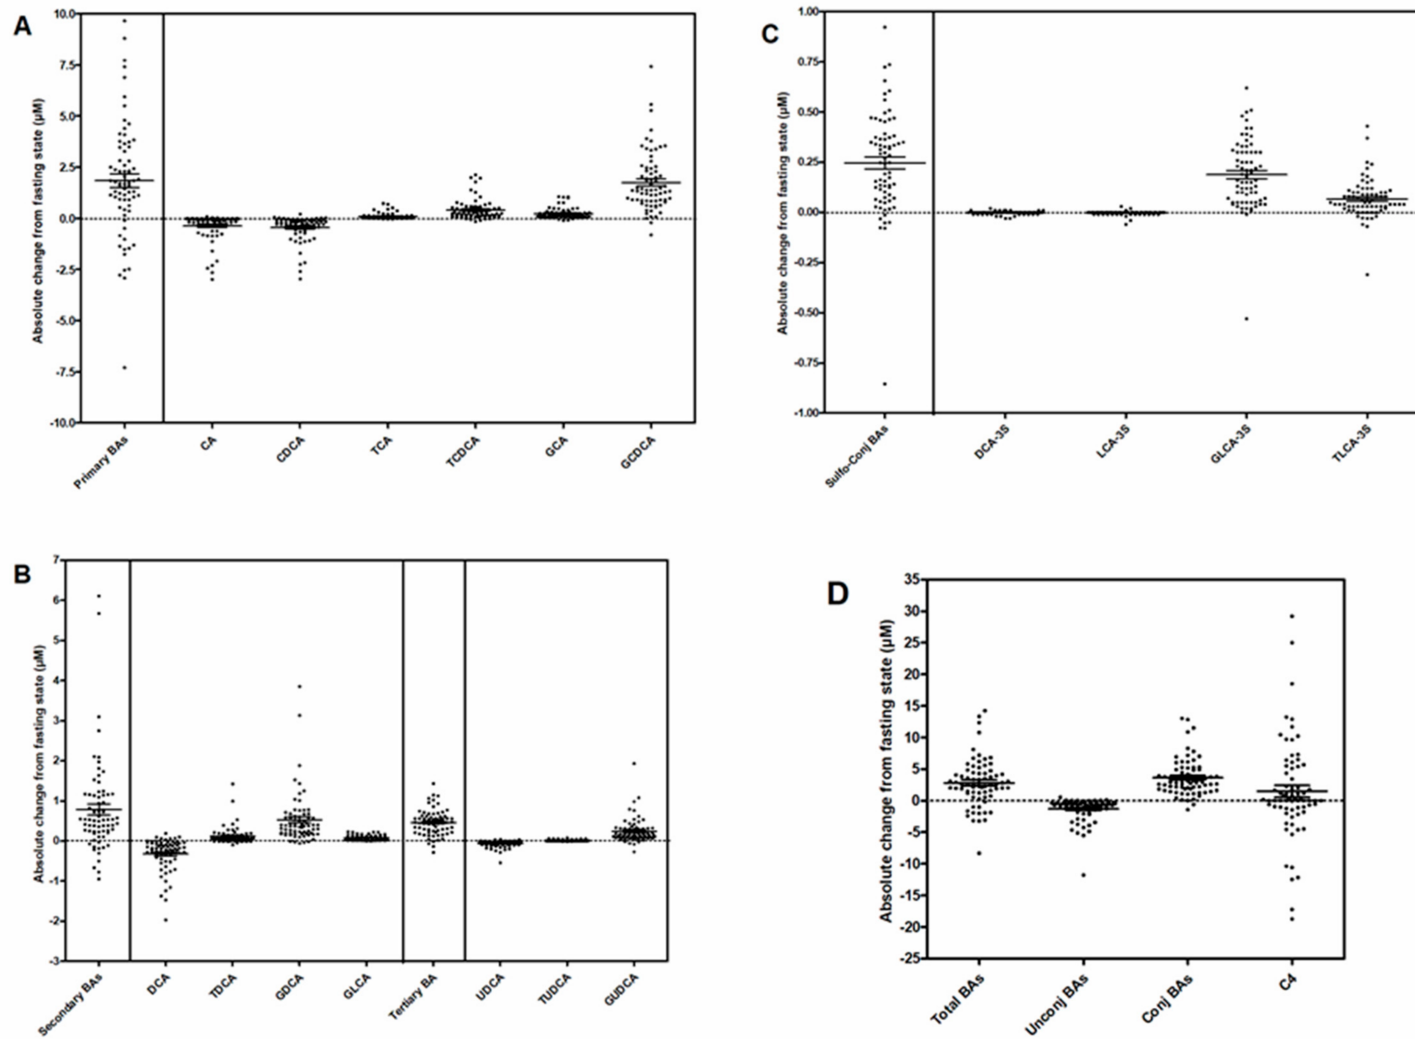 A
Absolute change from fasting state (µM)
10.0
7.5
5.0
2.5
0.0
-2.5
-5.0
-7.5
-10.0
Primary BAs
CA
CDCA
TCA
TCDCA
GCA
GCDCA
C
Absolute change from fasting state (µM)
1.00
0.75
0.50
0.25
0.00
-0.25
-0.50
-0.75
-1.00
Sulfo-Conj BAs
DCA-3S
LCA-3S
GLCA-3S
TLCA-3S
B
Absolute change from fasting state (µM)
7
6
5
4
3
2
1
0
-1
-2
-3
Secondary BAs
DCA
TDCA
GDCA
GLCA
Tertiary BA
UDCA
TUDCA
GUDCA
D
Absolute change from fasting state (µM)
35
30
25
20
15
10
5
0
-5
-10
-15
-20
-25
Total BAs
Unconj BAs
Conj BAs
C4